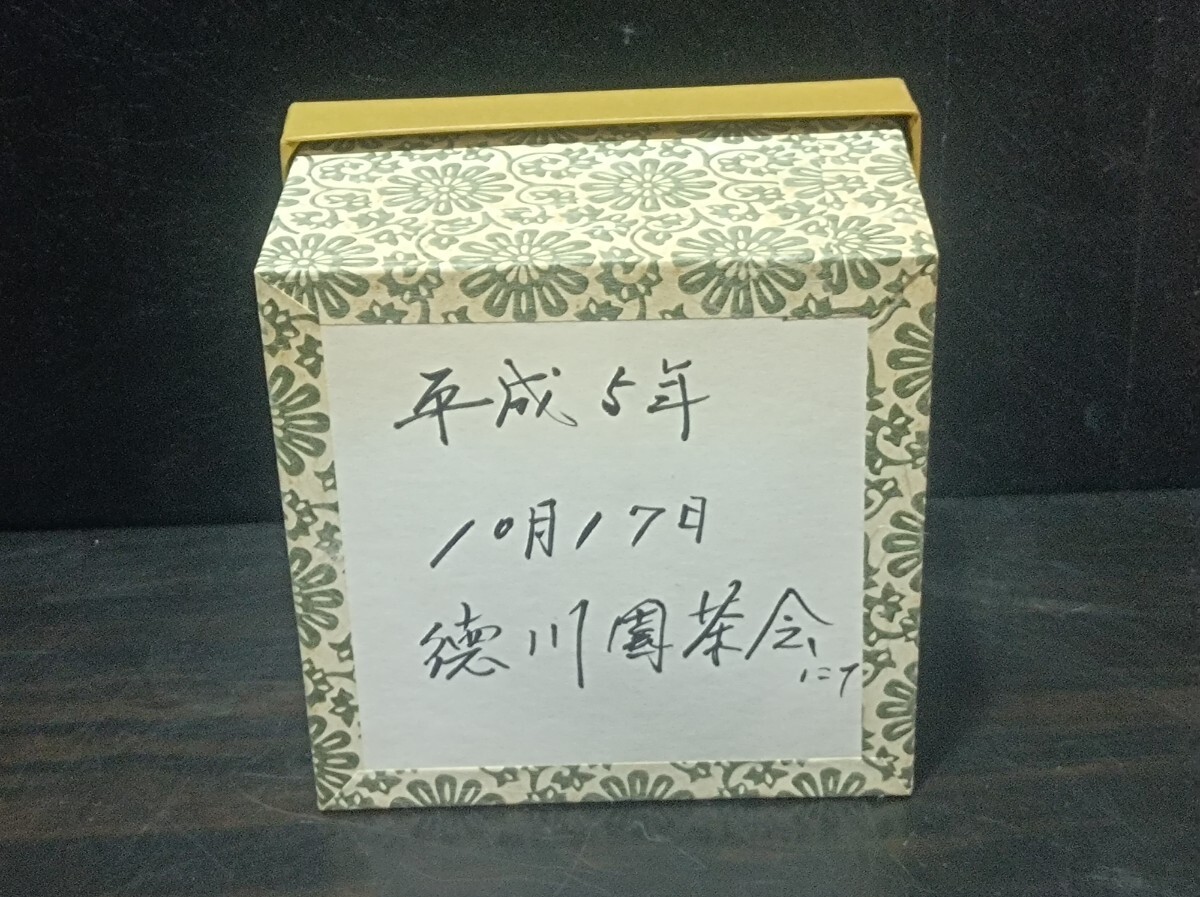 平成5年
10月17日
徳川園茶会
にて